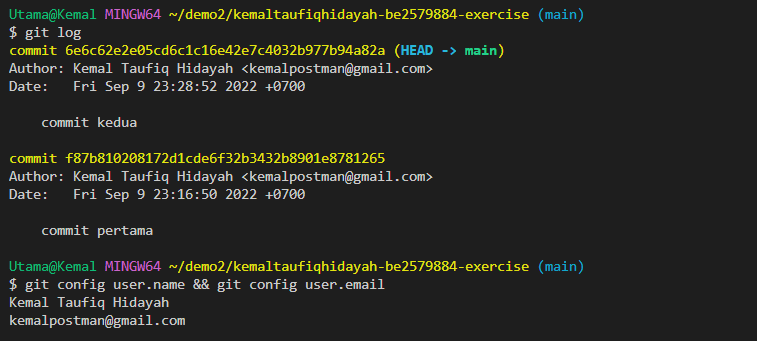 Utama@Kemal MINGW64 ~/demo2/kemaltaufiqhidayah-be2579884-exercise (main)
$ git log
commit 6e6c62e2e05cd6c1c16e42e7c4032b977b94a82a (HEAD -> main)
Author: Kemal Taufiq Hidayah <kemalpostman@gmail.com>
Date:   Fri Sep 9 23:28:52 2022 +0700
    commit kedua
commit f87b810208172d1cde6f32b3432b8901e8781265
Author: Kemal Taufiq Hidayah <kemalpostman@gmail.com>
Date:   Fri Sep 9 23:16:50 2022 +0700
    commit pertama
Utama@Kemal MINGW64 ~/demo2/kemaltaufiqhidayah-be2579884-exercise (main)
$ git config user.name && git config user.email
Kemal Taufiq Hidayah
kemalpostman@gmail.com